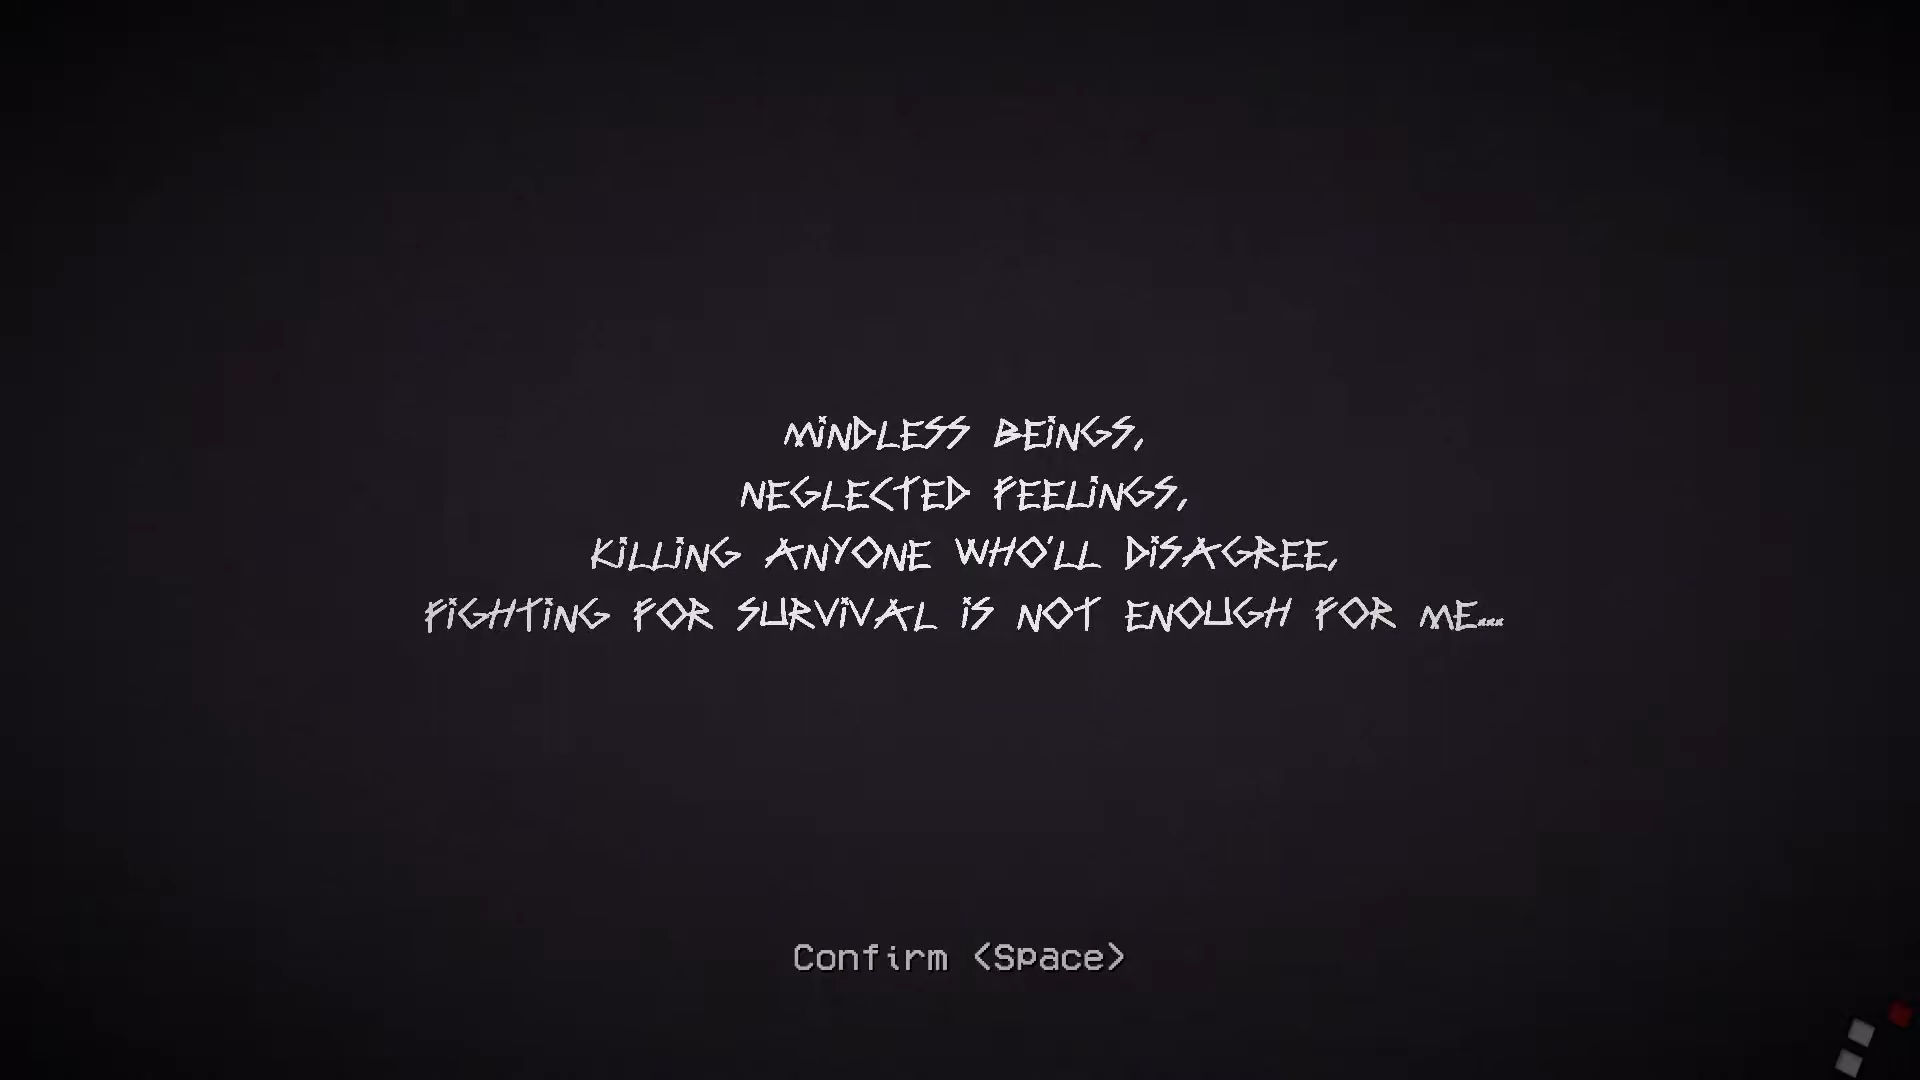 MINDLESS BEINGS,
NEGLECTED FEELINGS,
KILLING ANYONE WHO'LL DISAGREE,
FIGHTING FOR SURVIVAL IS NOT ENOUGH FOR ME...
Confirm <Space>